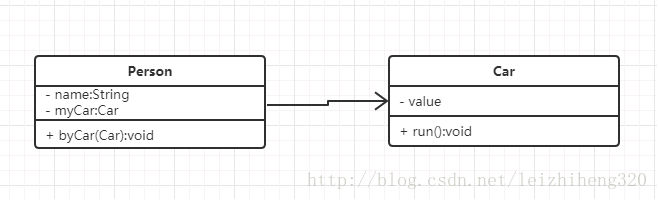 Person
- name:String
- myCar:Car
+ byCar(Car):void
Car
- value
+ run():void
http://blog.csdn.net/leizhiheng320